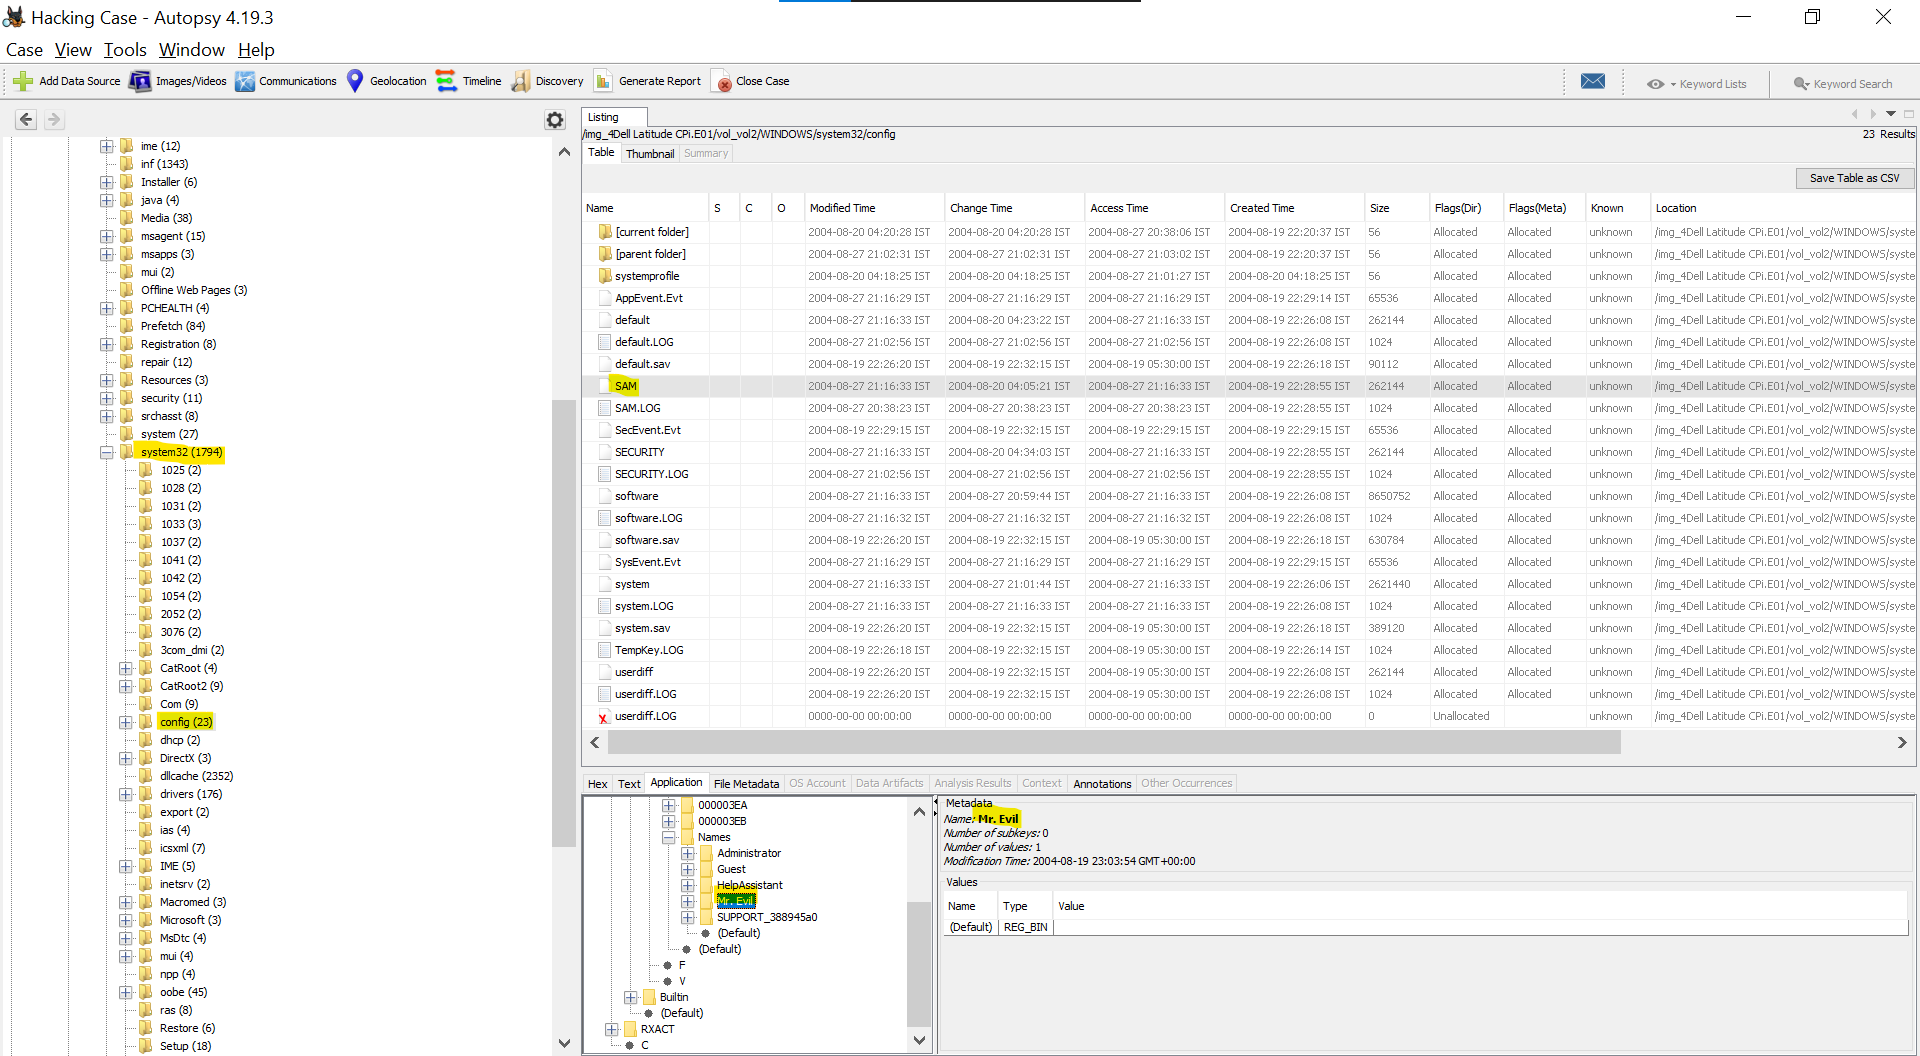 Hacking Case - Autopsy 4.19.3
Case View Tools Window Help
Add Data Source Images/Videos Communications Geolocation Timeline Discovery Generate Report Close Case Keyword Lists Keyword Search
ime (12)
inf (1343)
Installer (6)
java (4)
Media (38)
msagent (15)
msapps (3)
mui (2)
Offline Web Pages (3)
PCHEALTH (4)
Prefetch (84)
Registration (8)
repair (12)
Resources (3)
security (11)
srchasst (8)
system (27)
system32 (1794)
1025 (2)
1028 (2)
1031 (2)
1033 (3)
1037 (2)
1041 (2)
1042 (2)
1054 (2)
2052 (2)
3076 (2)
3com_dmi (2)
CatRoot (4)
CatRoot2 (9)
Com (9)
config (23)
dhcp (2)
DirectX (3)
dllcache (2352)
drivers (176)
export (2)
ias (4)
icsxml (7)
IME (5)
inetsrv (2)
Macromed (3)
Microsoft (3)
MsDtc (4)
mui (4)
npp (4)
oobe (45)
ras (8)
Restore (6)
Setup (18)
Listing
/img_4Dell Latitude CPi.E01/vol_vol2/WINDOWS/system32/config 23 Results
Table Thumbnail Summary
Save Table as CSV
Name S C O Modified Time Change Time Access Time Created Time Size Flags(Dir) Flags(Meta) Known Location
[current folder] 2004-08-20 04:20:28 IST 2004-08-20 04:20:28 IST 2004-08-27 20:38:06 IST 2004-08-19 22:20:37 IST 56 Allocated Allocated unknown /img_4Dell Latitude CPi.E01/vol_vol2/WINDOWS/syste
[parent folder] 2004-08-27 21:02:31 IST 2004-08-27 21:02:31 IST 2004-08-27 21:03:02 IST 2004-08-19 22:20:37 IST 56 Allocated Allocated unknown /img_4Dell Latitude CPi.E01/vol_vol2/WINDOWS/syste
systemprofile 2004-08-20 04:18:25 IST 2004-08-20 04:18:25 IST 2004-08-27 21:01:27 IST 2004-08-20 04:18:25 IST 56 Allocated Allocated unknown /img_4Dell Latitude CPi.E01/vol_vol2/WINDOWS/syste
AppEvent.Evt 2004-08-27 21:16:29 IST 2004-08-27 21:16:29 IST 2004-08-27 21:16:29 IST 2004-08-19 22:29:14 IST 65536 Allocated Allocated unknown /img_4Dell Latitude CPi.E01/vol_vol2/WINDOWS/syste
default 2004-08-27 21:16:33 IST 2004-08-20 04:23:22 IST 2004-08-27 21:16:33 IST 2004-08-19 22:26:08 IST 262144 Allocated Allocated unknown /img_4Dell Latitude CPi.E01/vol_vol2/WINDOWS/syste
default.LOG 2004-08-27 21:02:56 IST 2004-08-27 21:02:56 IST 2004-08-27 21:02:56 IST 2004-08-19 22:26:08 IST 1024 Allocated Allocated unknown /img_4Dell Latitude CPi.E01/vol_vol2/WINDOWS/syste
default.sav 2004-08-19 22:26:20 IST 2004-08-19 22:32:15 IST 2004-08-19 05:30:00 IST 2004-08-19 22:26:18 IST 90112 Allocated Allocated unknown /img_4Dell Latitude CPi.E01/vol_vol2/WINDOWS/syste
SAM 2004-08-27 21:16:33 IST 2004-08-20 04:05:21 IST 2004-08-27 21:16:33 IST 2004-08-19 22:28:55 IST 262144 Allocated Allocated unknown /img_4Dell Latitude CPi.E01/vol_vol2/WINDOWS/syste
SAM.LOG 2004-08-27 20:38:23 IST 2004-08-27 20:38:23 IST 2004-08-27 20:38:23 IST 2004-08-19 22:28:55 IST 1024 Allocated Allocated unknown /img_4Dell Latitude CPi.E01/vol_vol2/WINDOWS/syste
SecEvent.Evt 2004-08-19 22:29:15 IST 2004-08-19 22:32:15 IST 2004-08-19 22:29:15 IST 2004-08-19 22:29:15 IST 65536 Allocated Allocated unknown /img_4Dell Latitude CPi.E01/vol_vol2/WINDOWS/syste
SECURITY 2004-08-27 21:16:33 IST 2004-08-20 04:34:03 IST 2004-08-27 21:16:33 IST 2004-08-19 22:28:55 IST 262144 Allocated Allocated unknown /img_4Dell Latitude CPi.E01/vol_vol2/WINDOWS/syste
SECURITY.LOG 2004-08-27 21:02:56 IST 2004-08-27 21:02:56 IST 2004-08-27 21:02:56 IST 2004-08-19 22:28:55 IST 1024 Allocated Allocated unknown /img_4Dell Latitude CPi.E01/vol_vol2/WINDOWS/syste
software 2004-08-27 21:16:33 IST 2004-08-27 20:59:44 IST 2004-08-27 21:16:33 IST 2004-08-19 22:26:08 IST 8650752 Allocated Allocated unknown /img_4Dell Latitude CPi.E01/vol_vol2/WINDOWS/syste
software.LOG 2004-08-27 21:16:32 IST 2004-08-27 21:16:32 IST 2004-08-27 21:16:32 IST 2004-08-19 22:26:08 IST 1024 Allocated Allocated unknown /img_4Dell Latitude CPi.E01/vol_vol2/WINDOWS/syste
software.sav 2004-08-19 22:26:20 IST 2004-08-19 22:32:15 IST 2004-08-19 05:30:00 IST 2004-08-19 22:26:18 IST 630784 Allocated Allocated unknown /img_4Dell Latitude CPi.E01/vol_vol2/WINDOWS/syste
SysEvent.Evt 2004-08-27 21:16:29 IST 2004-08-27 21:16:29 IST 2004-08-27 21:16:29 IST 2004-08-19 22:29:15 IST 65536 Allocated Allocated unknown /img_4Dell Latitude CPi.E01/vol_vol2/WINDOWS/syste
system 2004-08-27 21:16:33 IST 2004-08-27 21:01:44 IST 2004-08-27 21:16:33 IST 2004-08-19 22:26:06 IST 2621440 Allocated Allocated unknown /img_4Dell Latitude CPi.E01/vol_vol2/WINDOWS/syste
system.LOG 2004-08-27 21:16:33 IST 2004-08-27 21:16:33 IST 2004-08-27 21:16:33 IST 2004-08-19 22:26:08 IST 1024 Allocated Allocated unknown /img_4Dell Latitude CPi.E01/vol_vol2/WINDOWS/syste
system.sav 2004-08-19 22:26:20 IST 2004-08-19 22:32:15 IST 2004-08-19 05:30:00 IST 2004-08-19 22:26:18 IST 389120 Allocated Allocated unknown /img_4Dell Latitude CPi.E01/vol_vol2/WINDOWS/syste
TempKey.LOG 2004-08-19 22:26:18 IST 2004-08-19 22:32:15 IST 2004-08-19 05:30:00 IST 2004-08-19 22:26:14 IST 1024 Allocated Allocated unknown /img_4Dell Latitude CPi.E01/vol_vol2/WINDOWS/syste
userdiff 2004-08-19 22:26:20 IST 2004-08-19 22:32:15 IST 2004-08-19 05:30:00 IST 2004-08-19 22:26:18 IST 262144 Allocated Allocated unknown /img_4Dell Latitude CPi.E01/vol_vol2/WINDOWS/syste
userdiff.LOG 2004-08-19 22:26:20 IST 2004-08-19 22:32:15 IST 2004-08-19 05:30:00 IST 2004-08-19 22:26:18 IST 1024 Allocated Allocated unknown /img_4Dell Latitude CPi.E01/vol_vol2/WINDOWS/syste
userdiff.LOG 0000-00-00 00:00:00 0000-00-00 00:00:00 0000-00-00 00:00:00 0000-00-00 00:00:00 0 Unallocated unknown /img_4Dell Latitude CPi.E01/vol_vol2/WINDOWS/syste
Hex Text Application File Metadata OS Account Data Artifacts Analysis Results Context Annotations Other Occurrences
000003EA
000003EB
Names
Administrator
Guest
HelpAssistant
Mr. Evil
SUPPORT_388945a0
(Default)
(Default)
F
V
Builtin
(Default)
RXACT
C
Metadata
Name: Mr. Evil
Number of subkeys: 0
Number of values: 1
Modification Time: 2004-08-19 23:03:54 GMT+00:00
Values
Name Type Value
(Default) REG_BIN